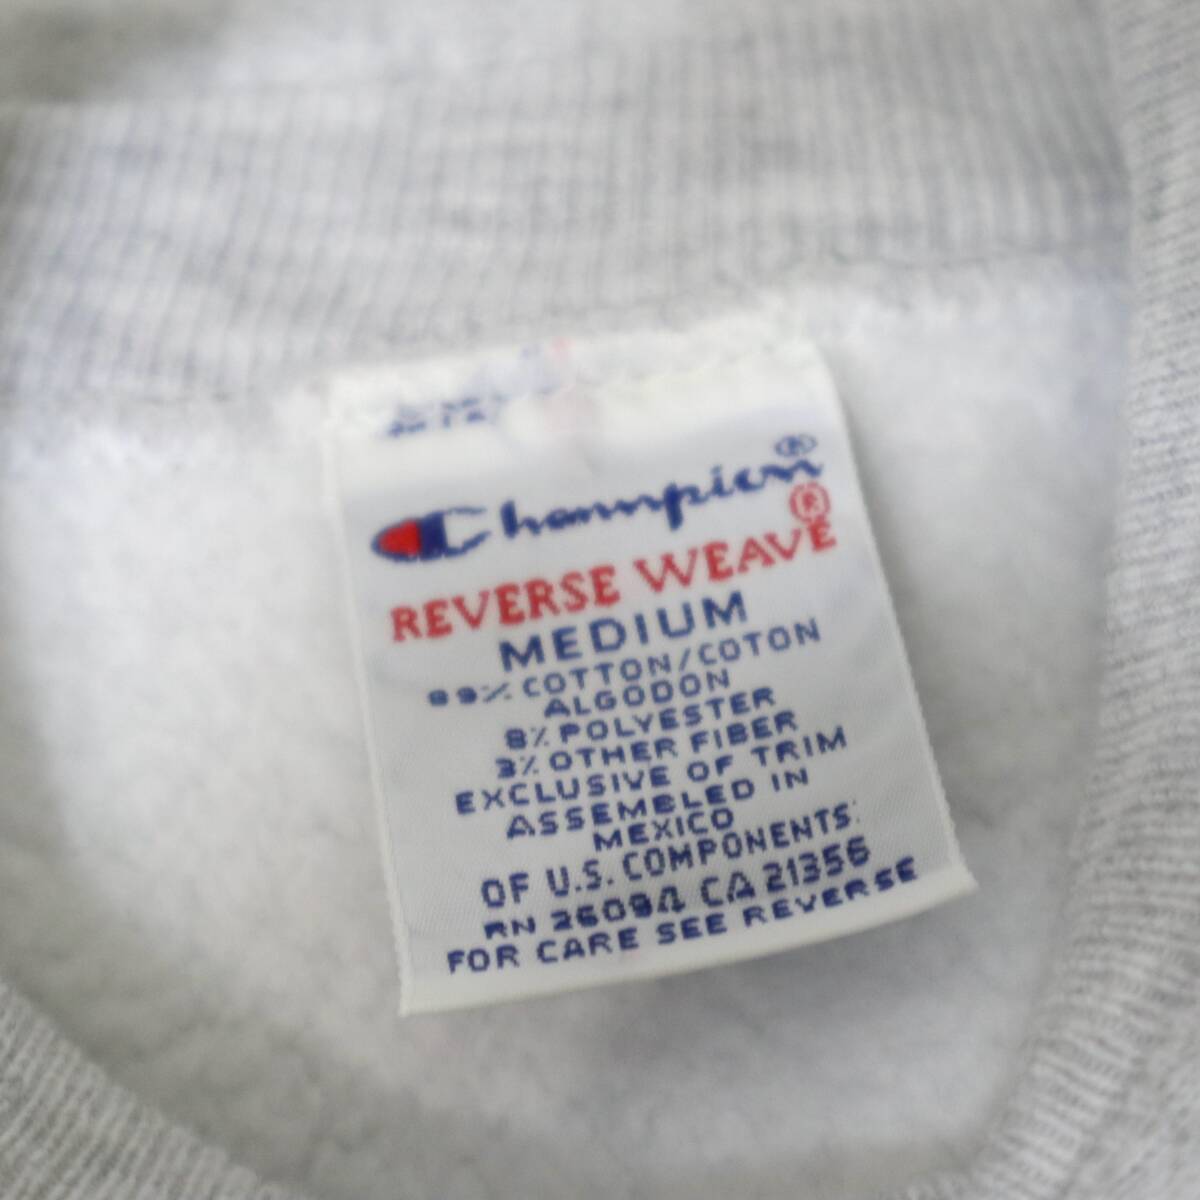 Champion®
REVERSE WEAVE®
MEDIUM
89% COTTON/COTON
ALGODON
8% POLYESTER
3% OTHER FIBER
EXCLUSIVE OF TRIM
ASSEMBLED IN
MEXICO
OF U.S. COMPONENTS
RN 26094 CA 21356
FOR CARE SEE REVERSE